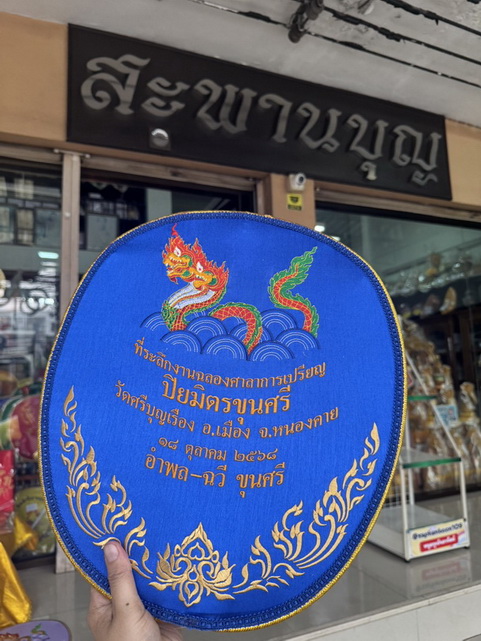 สะพานบุญ
ที่ระลึกงานฉลองศาลาการเปรียญ
ปิยมิตรขุนศรี
วัดศรีบุญเรือง อ.เมือง จ.หนองคาย
๑๘ ตุลาคม ๒๕๖๘
อำพล-ฉวี ขุนศรี